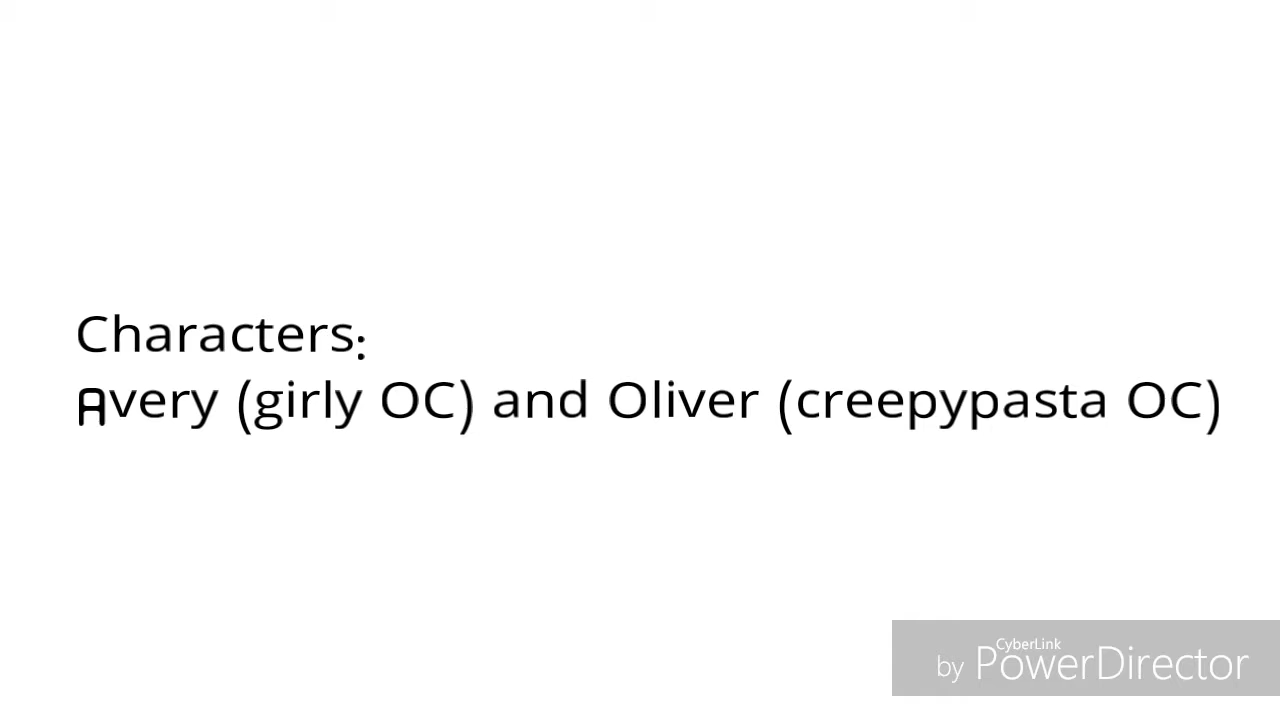 Characters:
Avery (girly OC) and Oliver (creepypasta OC)
CyberLink
by PowerDirector